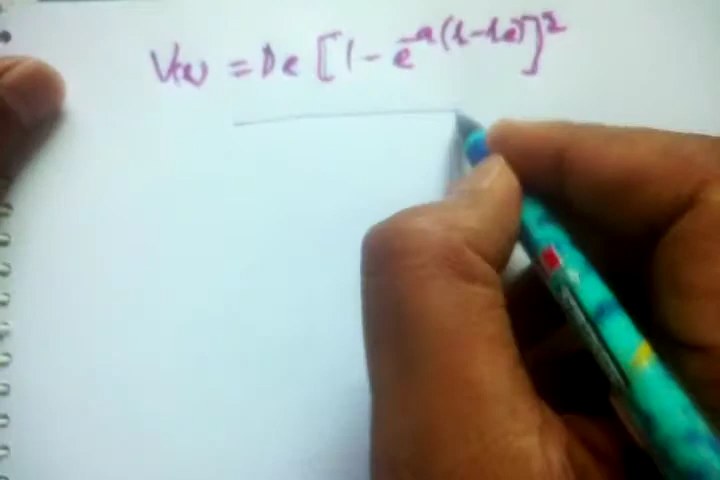 V(r) = De [1 - e^-a(r-re)]^2